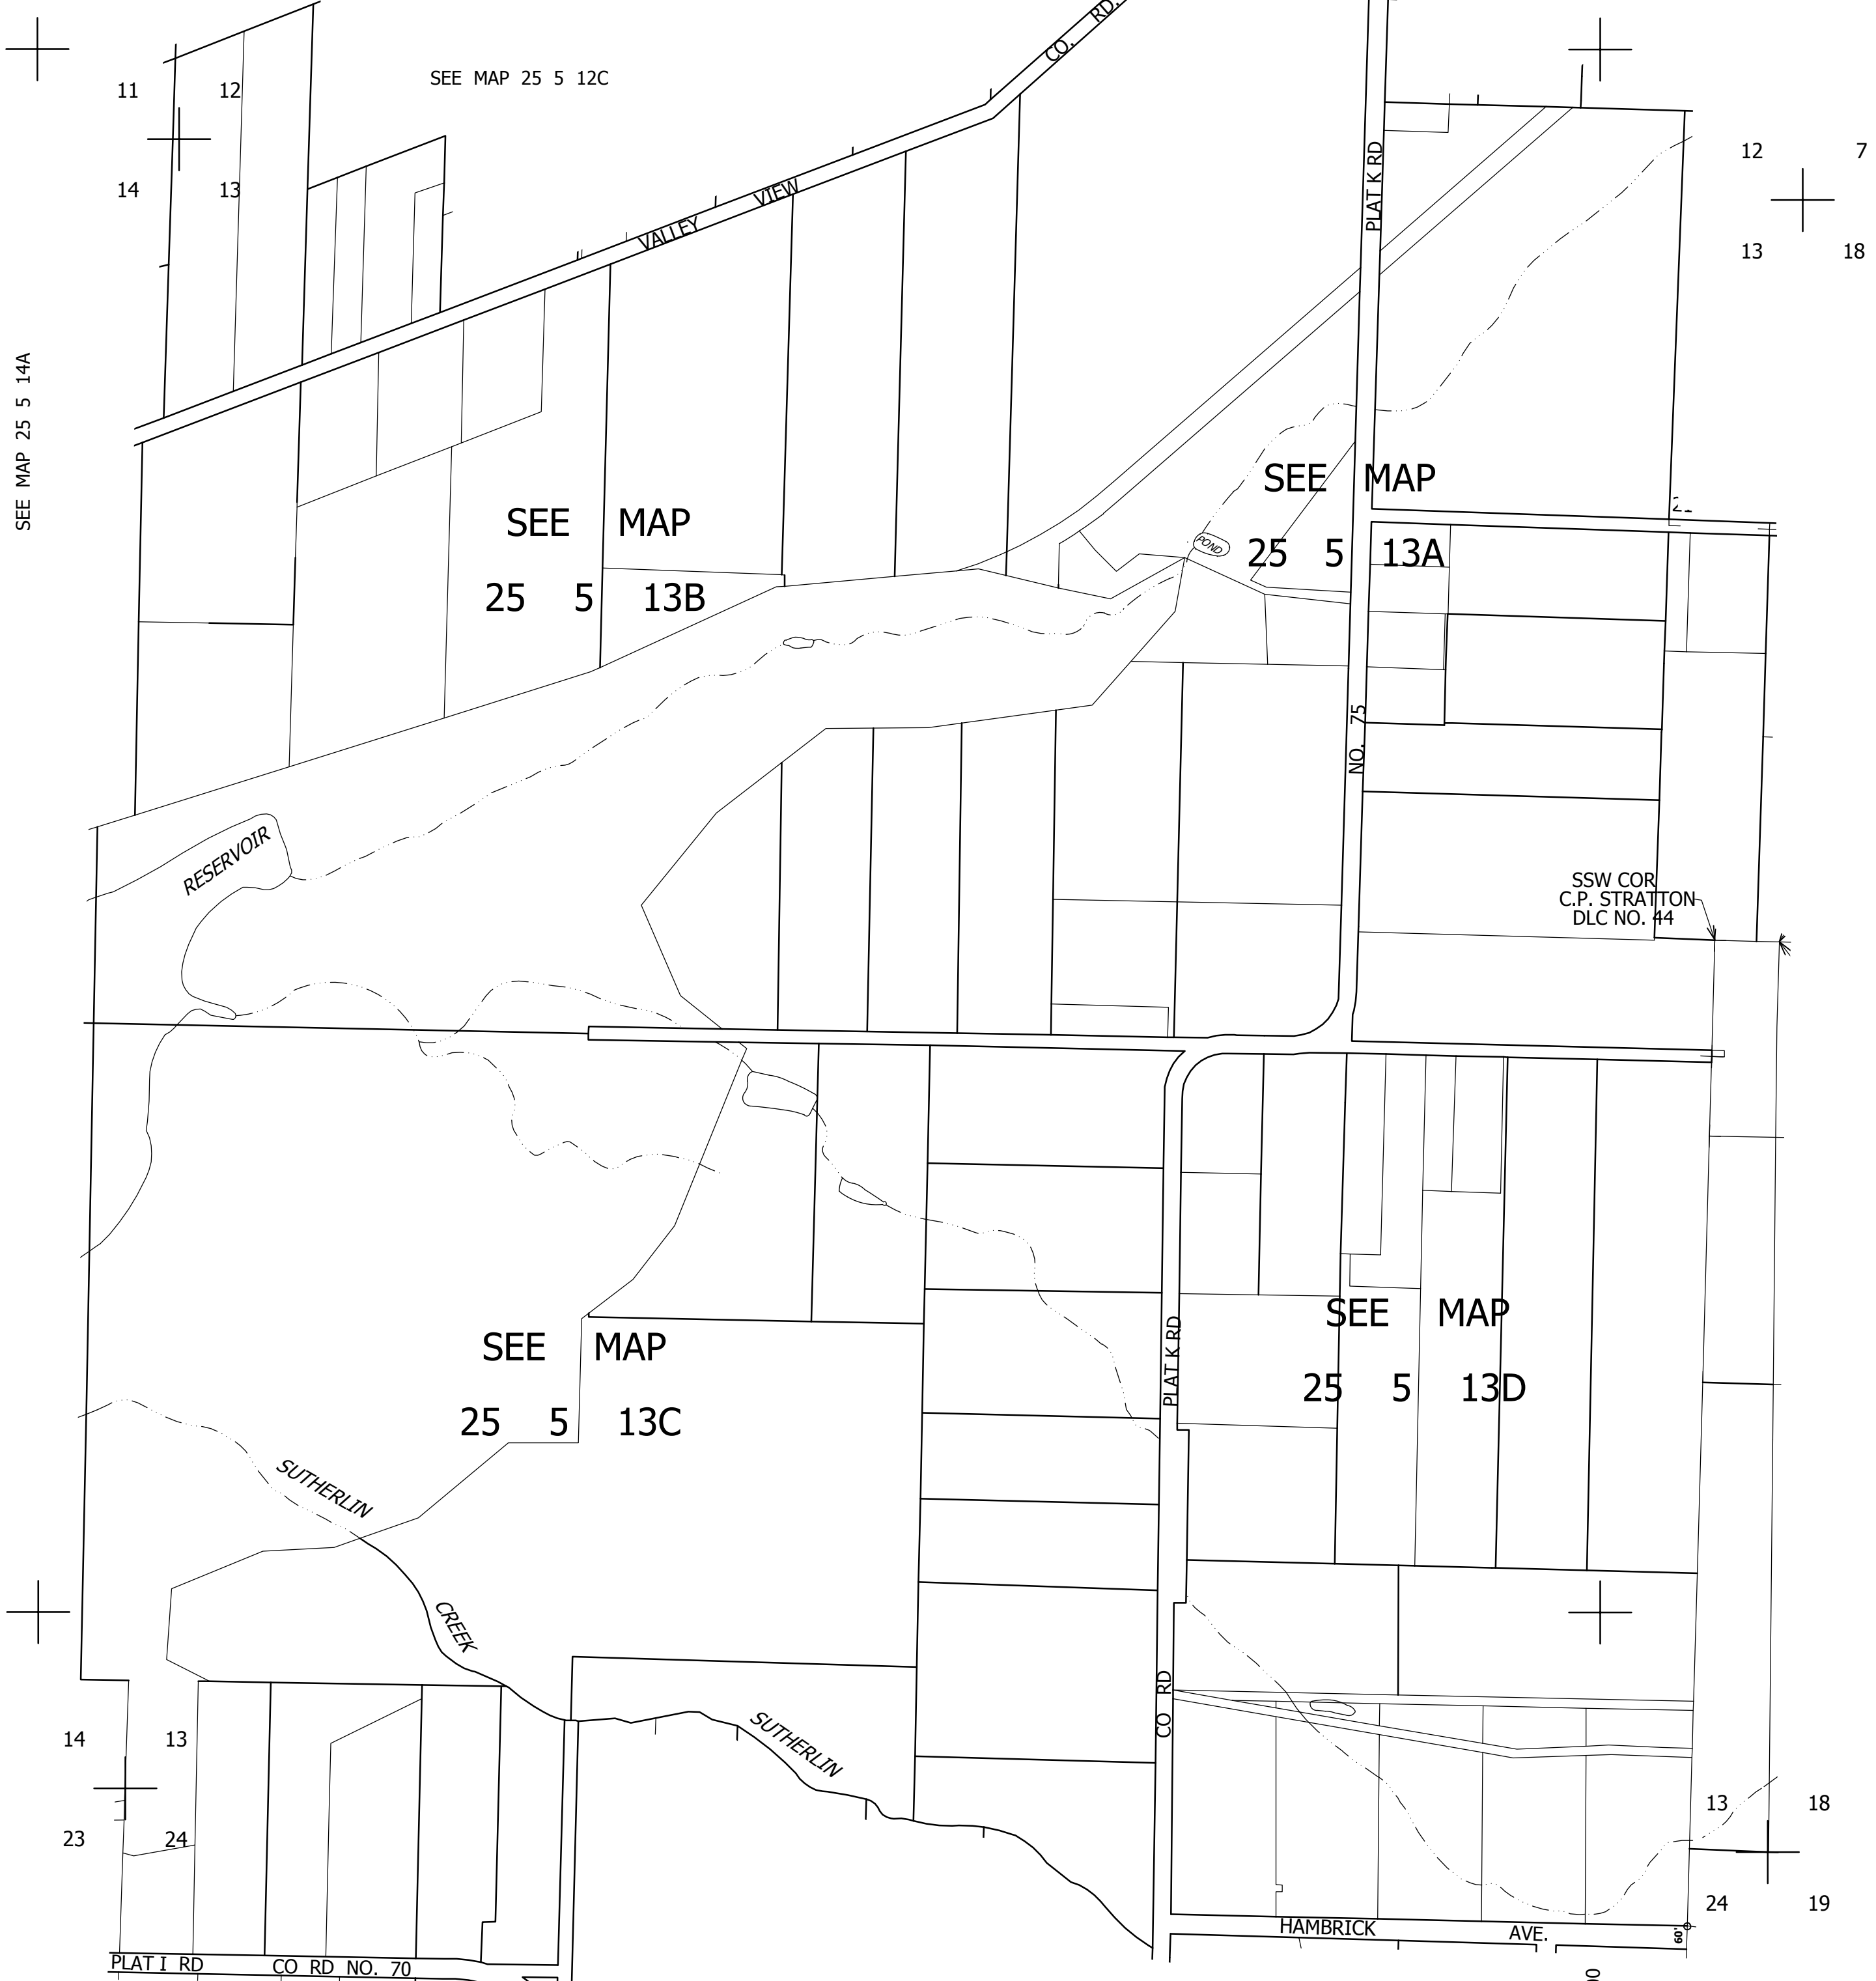 CO. RD.
11 12
SEE MAP 25 5 12C
14 13
12 7
13 18
PLAT K RD
VALLEY VIEW
SEE MAP 25 5 14A
SEE MAP
25 5 13A
SEE MAP
25 5 13B
POND
NO. 75
RESERVOIR
SSW COR
C.P. STRATTON
DLC NO. 44
SEE MAP
25 5 13D
SEE MAP
25 5 13C
PLAT K RD
SUTHERLIN
CREEK
CO RD
SUTHERLIN
14 13
23 24
13 18
24 19
HAMBRICK AVE.
60'
PLAT I RD CO RD NO. 70